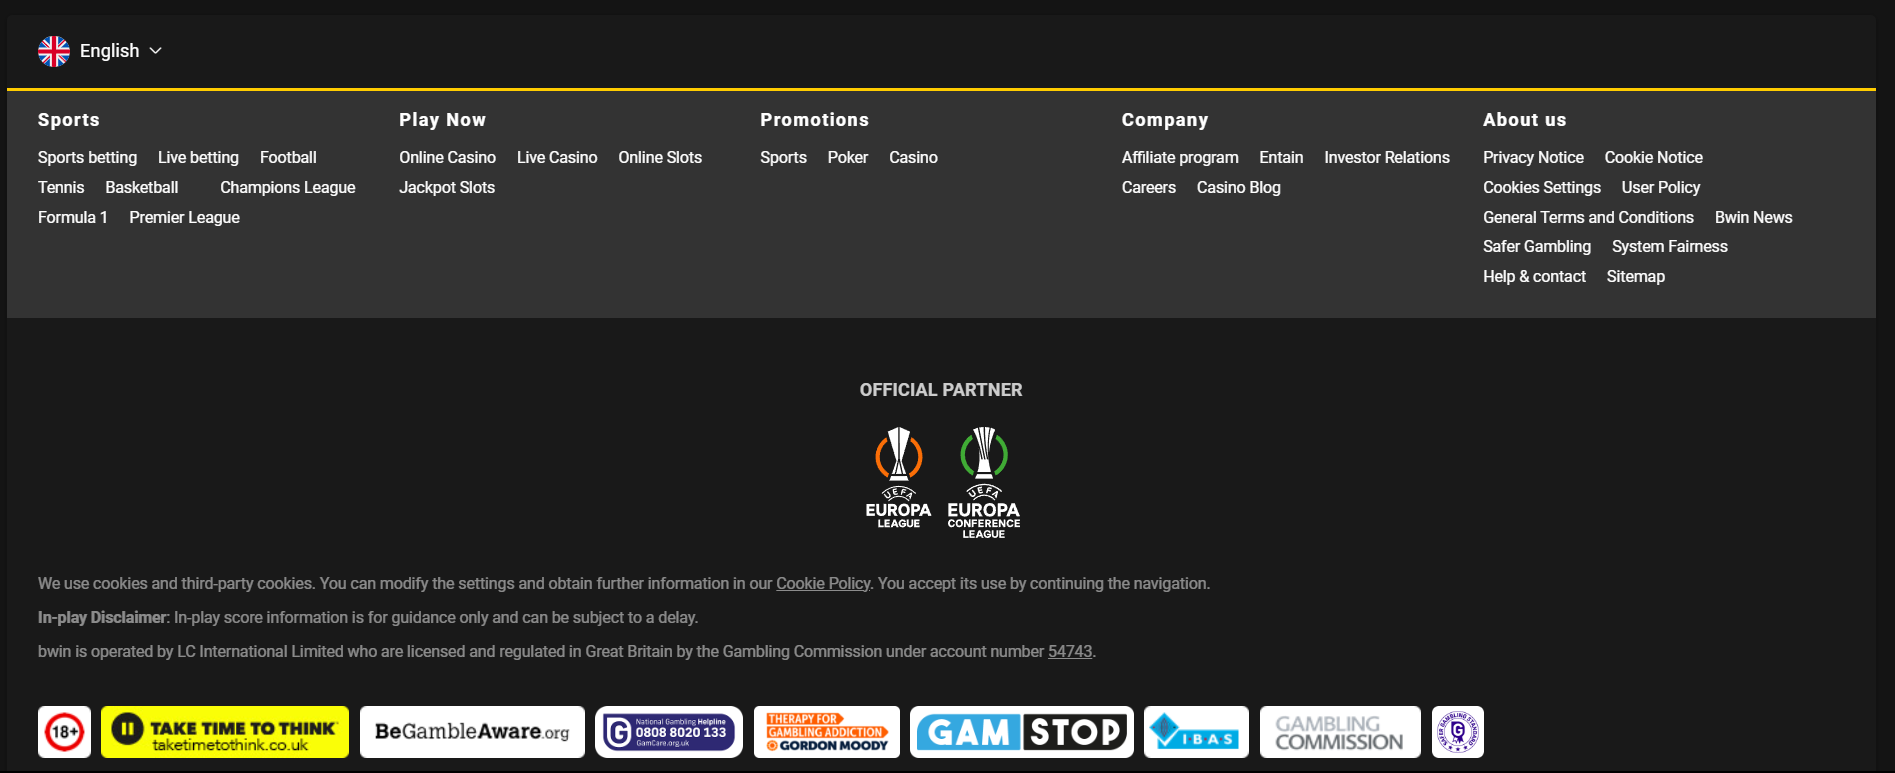 English
Sports
Sports betting Live betting Football
Tennis Basketball Champions League
Formula 1 Premier League
Play Now
Online Casino Live Casino Online Slots
Jackpot Slots
Promotions
Sports Poker Casino
Company
Affiliate program Entain Investor Relations
Careers Casino Blog
About us
Privacy Notice Cookie Notice
Cookies Settings User Policy
General Terms and Conditions Bwin News
Safer Gambling System Fairness
Help & contact Sitemap
OFFICIAL PARTNER
UEFA
EUROPA
LEAGUE
UEFA
EUROPA
CONFERENCE
LEAGUE
We use cookies and third-party cookies. You can modify the settings and obtain further information in our Cookie Policy. You accept its use by continuing the navigation.
In-play Disclaimer: In-play score information is for guidance only and can be subject to a delay.
bwin is operated by LC International Limited who are licensed and regulated in Great Britain by the Gambling Commission under account number 54743.
18+
TAKE TIME TO THINK
taketimetothink.co.uk
BeGambleAware.org
National Gambling Helpline
0808 8020 133
GamCare.org.uk
THERAPY FOR
GAMBLING ADDICTION
GORDON MOODY
GAMSTOP
IBAS
GAMBLING
COMMISSION
SAFER GAMBLING STANDARD
G